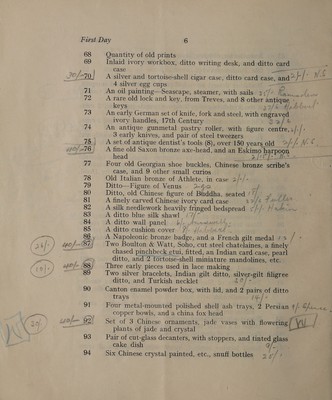 First Day 6
68 Quantity of old prints
69 Inlaid ivory workbox, ditto writing desk, and ditto card
case
70 A silver and tortoise-shell cigar case, ditto card case, and
4 silver egg cups
71 An oil painting—Seascape, steamer, with sails
72 A rare old lock and key, from Treves, and 8 other antique
keys
73 An early German set of knife, fork and steel, with engraved
ivory handles, 17th Century
74 An antique gunmetal pastry roller, with figure centre,
3 early knives, and pair of steel tweezers
75 A set of antique dentist's tools (8), over 150 years old
76 A fine old Saxon bronze axe-head, and an Eskimo harpoon
head
77 Four old Georgian shoe buckles, Chinese bronze scribe's
case, and 9 other small curios
78 Old Italian bronze of Athlete, in case
79 Ditto—Figure of Venus
80 Ditto, old Chinese figure of Buddha, seated
81 A finely carved Chinese ivory card case
82 A silk needlework heavily fringed bedspread
83 A ditto blue silk shawl
84 A ditto wall panel
85 A ditto cushion cover
86 A Napoleonic bronze badge, and a French gilt medal
87 Two Boulton & Watt, Soho, cut steel chatelaines, a finely
chased pinchbeck etui, fitted, an Indian card case, pearl
ditto, and 2 tortoise-shell miniature mandolines, etc.
88 Three early pieces used in lace making
89 Two silver bracelets, Indian gilt ditto, silver-gilt filigree
ditto, and Turkish necklet
90 Canton enamel powder box, with lid, and 2 pairs of ditto
trays
91 Four metal-mounted polished shell ash trays, 2 Persian
copper bowls, and a china fox head
92 Set of 3 Chinese ornaments, jade vases with flowering
plants of jade and crystal
93 Pair of cut-glass decanters, with stoppers, and tinted glass
cake dish
94 Six Chinese crystal painted, etc., snuff bottles